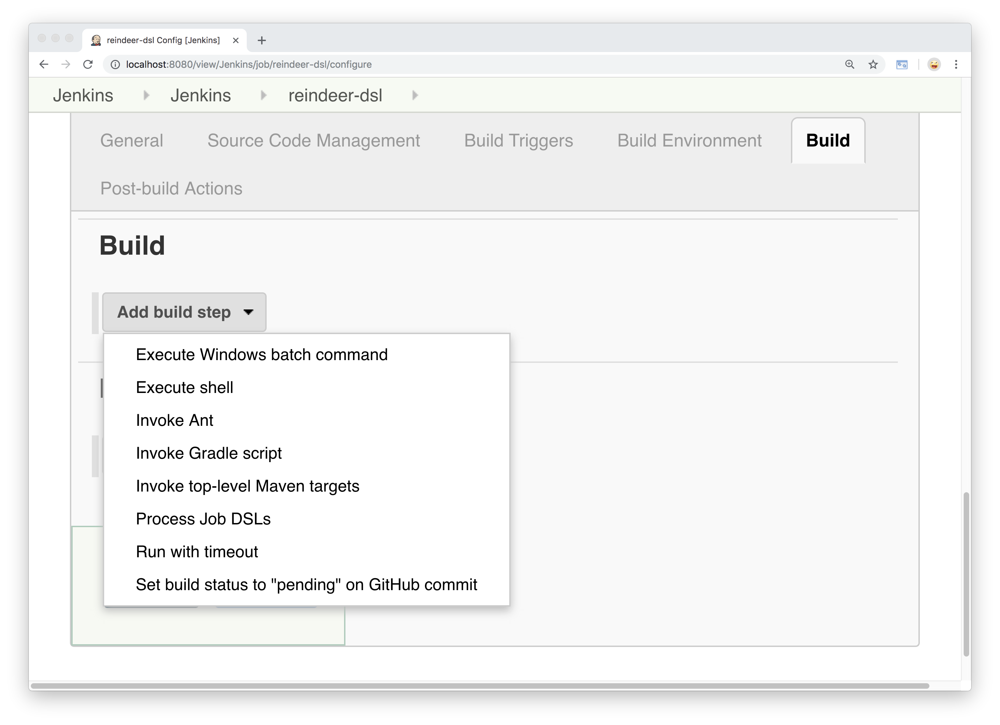 reindeer-dsl Config [Jenkins]
localhost:8080/view/Jenkins/job/reindeer-dsl/configure
Jenkins Jenkins reindeer-dsl
General Source Code Management Build Triggers Build Environment Build
Post-build Actions
Build
Add build step
Execute Windows batch command
Execute shell
Invoke Ant
Invoke Gradle script
Invoke top-level Maven targets
Process Job DSLs
Run with timeout
Set build status to "pending" on GitHub commit